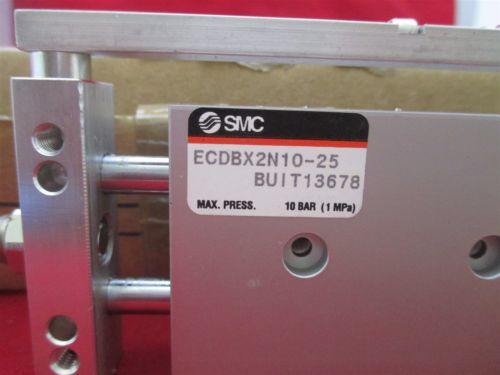 SMC
ECDBX2N10-25
BUIT13678
MAX. PRESS. 10 BAR (1 MPa)